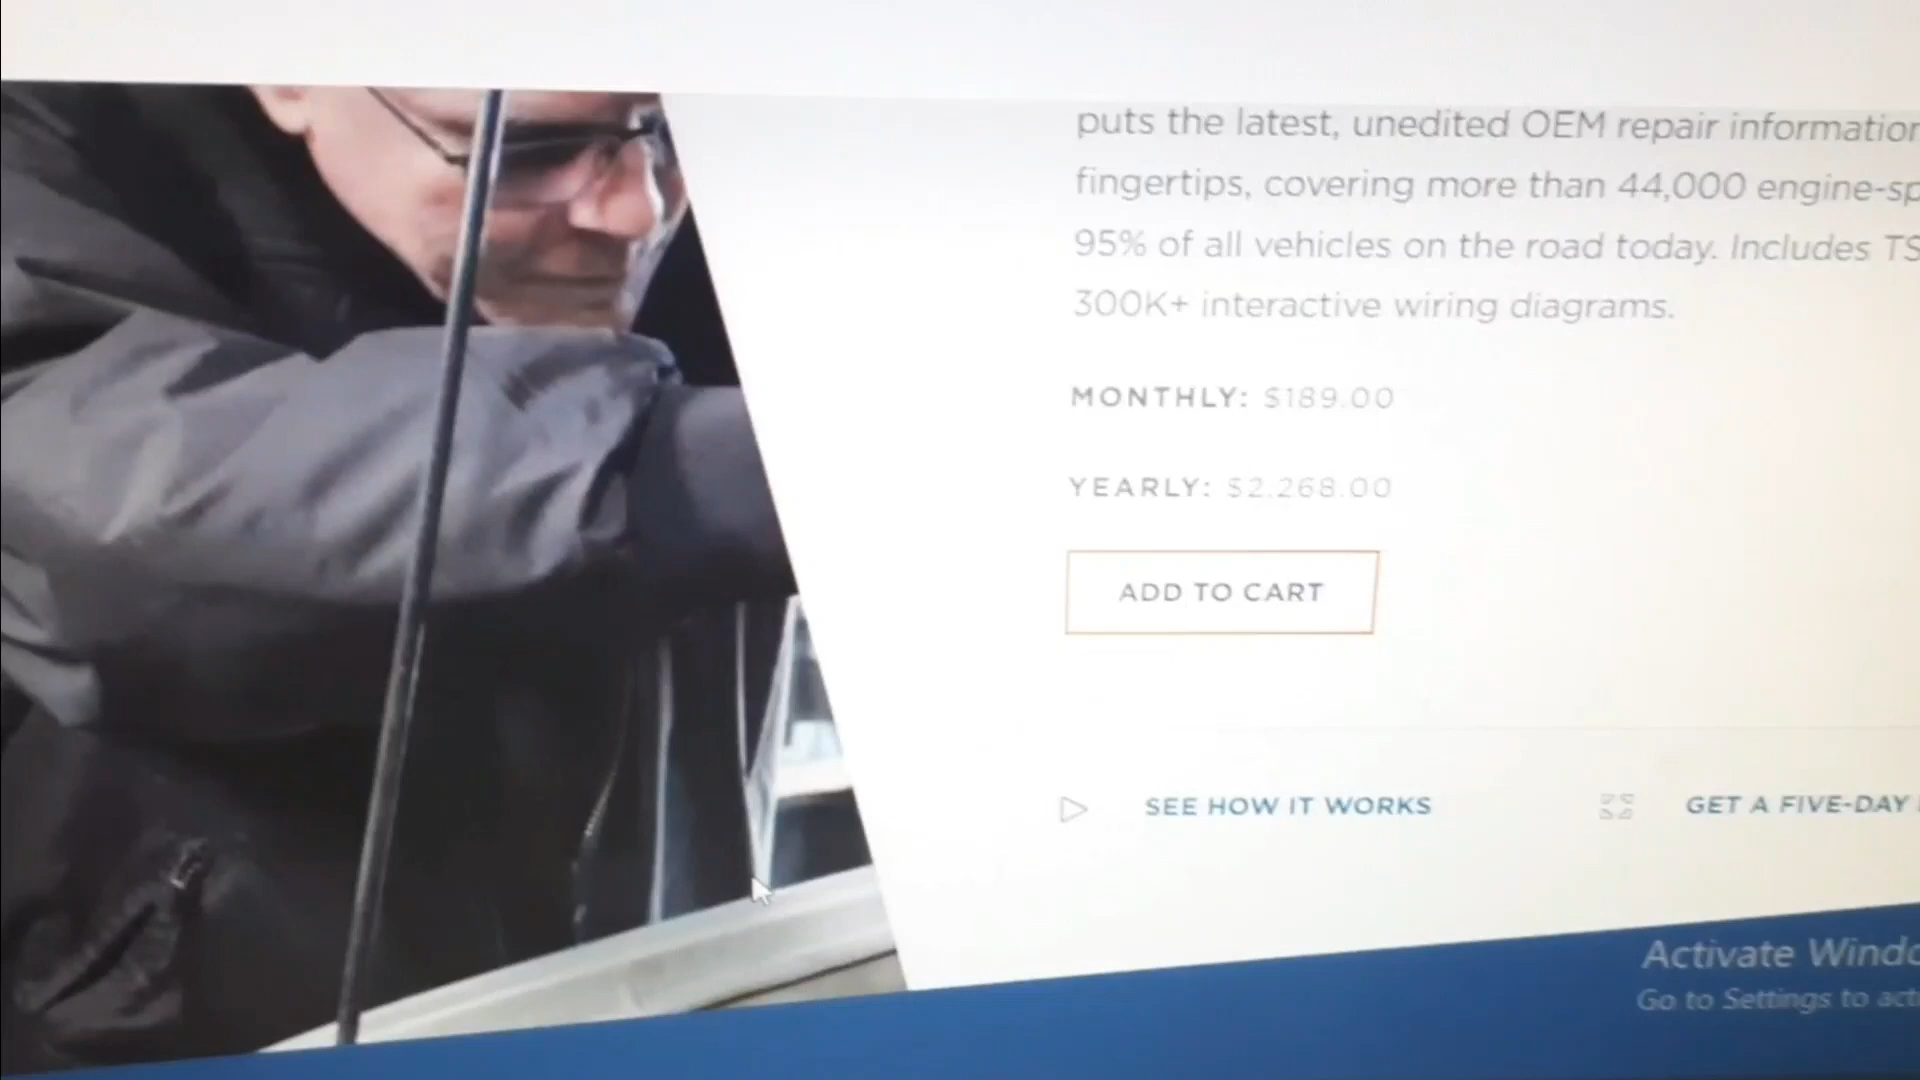 puts the latest, unedited OEM repair information
fingertips, covering more than 44,000 engine-sp
95% of all vehicles on the road today. Includes TS
300K+ interactive wiring diagrams.
MONTHLY: $189.00
YEARLY: $2,268.00
ADD TO CART
SEE HOW IT WORKS
GET A FIVE-DAY
Activate Windo
Go to Settings to act